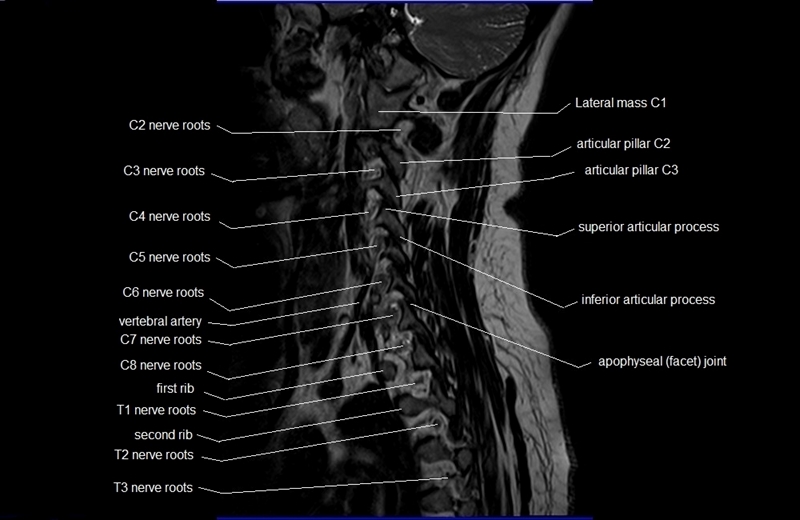 Lateral mass C1
C2 nerve roots
articular pillar C2
C3 nerve roots
articular pillar C3
C4 nerve roots
superior articular process
C5 nerve roots
C6 nerve roots
inferior articular process
vertebral artery
C7 nerve roots
C8 nerve roots
apophyseal (facet) joint
first rib
T1 nerve roots
second rib
T2 nerve roots
T3 nerve roots